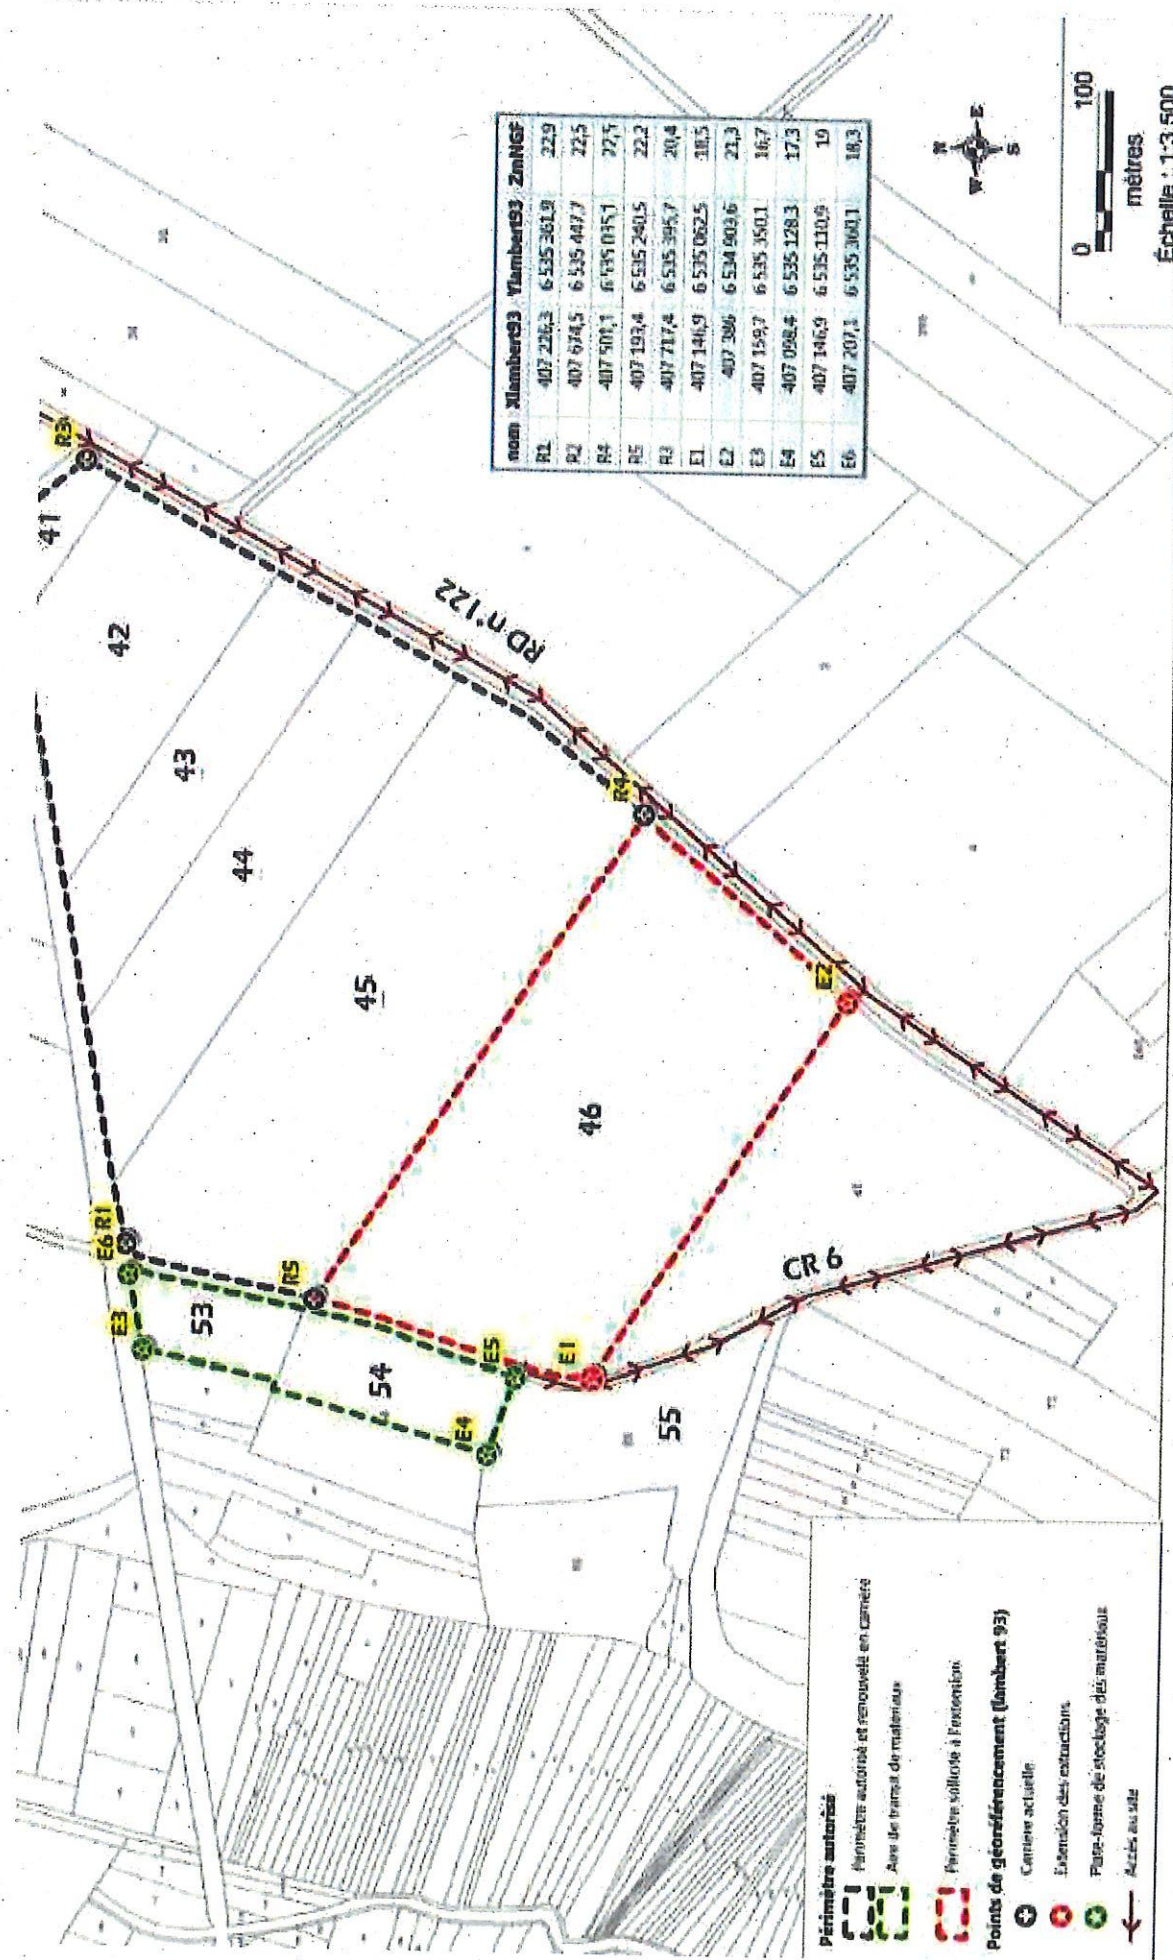 41
R3
42
43
44
45
46
RD n°122
R4
E2
E6 R1
E3
53
R5
54
E5
E1
E4
55
CR 6
nom Xlambert93 Ylambert93 ZmNGF
R1 407 226,3 6 535 361,9 22,9
R2 407 674,5 6 535 447,7 22,5
R4 407 501,1 6 535 035,1 22,5
R5 407 193,4 6 535 240,5 22,2
R3 407 717,4 6 535 395,7 20,4
E1 407 146,9 6 535 062,5 18,5
E2 407 386 6 534 903,6 21,3
E3 407 159,7 6 535 350,1 16,7
E4 407 098,4 6 535 128,3 17,3
E5 407 146,9 6 535 110,9 19
E6 407 207,1 6 535 360,1 18,3
N
W E
S
0 100
mètres
Échelle : 1:3 500
Périmètre autorisé
Périmètre autorisé et renouvelé en carrière
Aire de transit de matériaux
Périmètre sollicité à l'extension
Points de géoréférencement (lambert 93)
Carrière actuelle
Extension des extractions
Plate-forme de stockage des matériaux
Accès au site